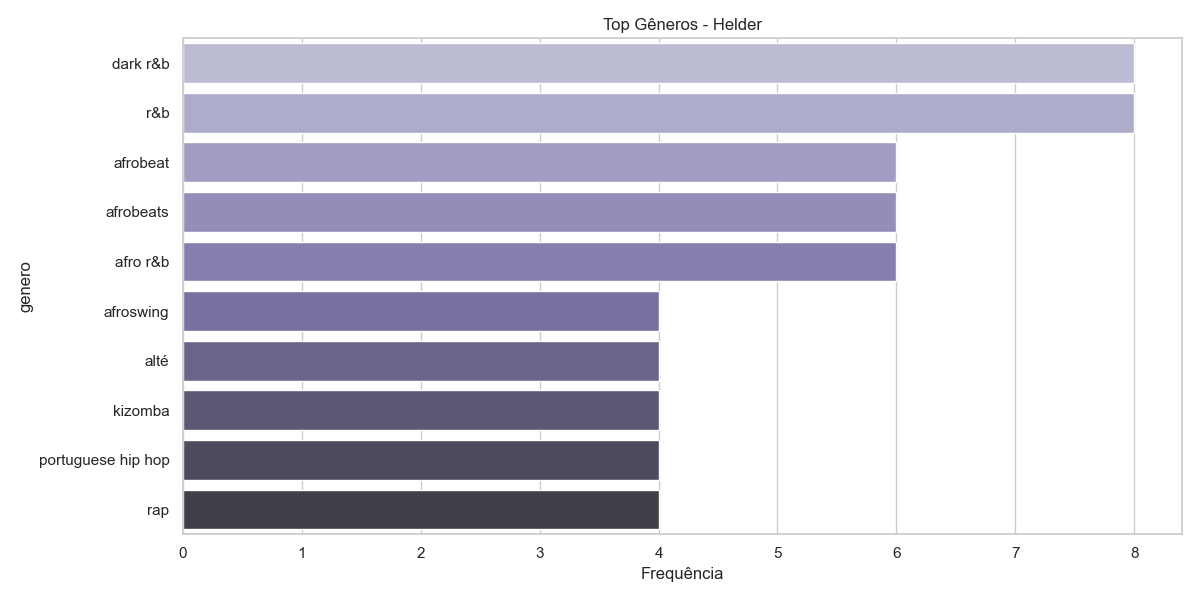 Top Gêneros - Helder
dark r&b
r&b
afrobeat
afrobeats
afro r&b
afroswing
alté
kizomba
portuguese hip hop
rap
genero
0 1 2 3 4 5 6 7 8
Frequência